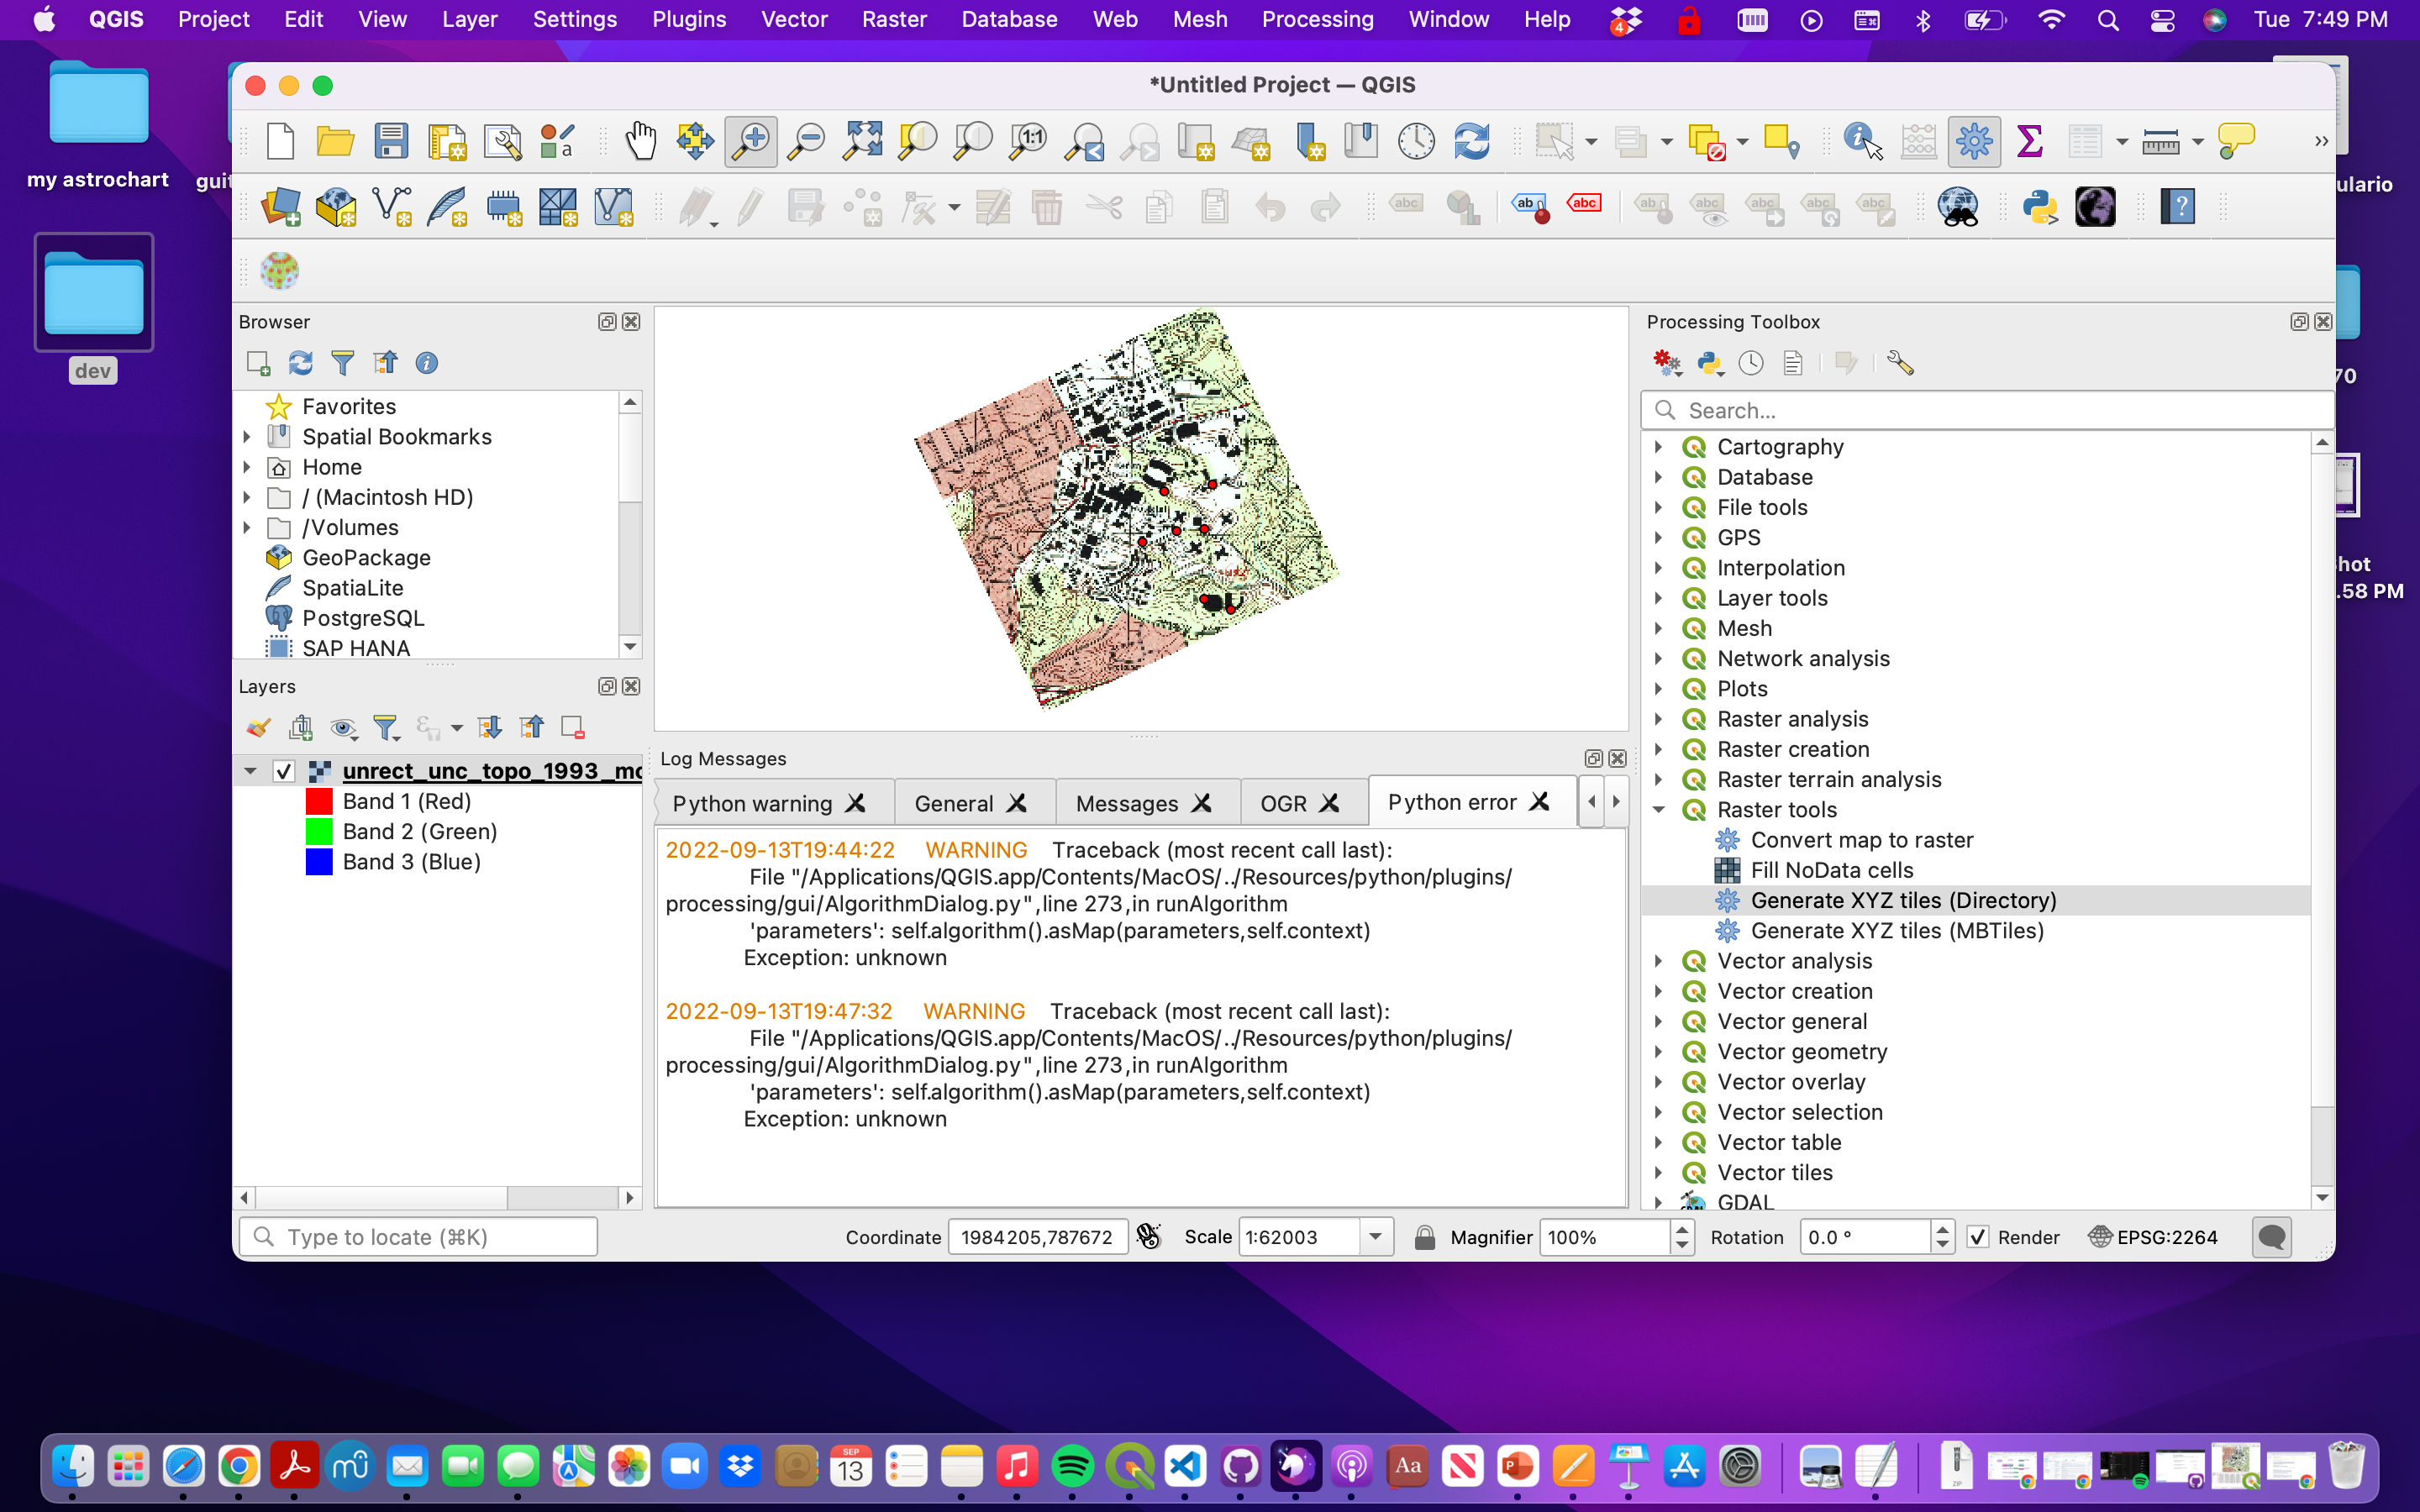 QGIS Project Edit View Layer Settings Plugins Vector Raster Database Web Mesh Processing Window Help 4 Tue 7:49 PM
*Untitled Project — QGIS
my astrochart
guit
dev
ulario
70
hot
.58 PM
Browser
Favorites
Spatial Bookmarks
Home
/ (Macintosh HD)
/Volumes
GeoPackage
SpatiaLite
PostgreSQL
SAP HANA
Layers
unrect_unc_topo_1993_mo
Band 1 (Red)
Band 2 (Green)
Band 3 (Blue)
Log Messages
Python warning General Messages OGR Python error
2022-09-13T19:44:22 WARNING Traceback (most recent call last):
File "/Applications/QGIS.app/Contents/MacOS/../Resources/python/plugins/
processing/gui/AlgorithmDialog.py",line 273,in runAlgorithm
'parameters': self.algorithm().asMap(parameters,self.context)
Exception: unknown
2022-09-13T19:47:32 WARNING Traceback (most recent call last):
File "/Applications/QGIS.app/Contents/MacOS/../Resources/python/plugins/
processing/gui/AlgorithmDialog.py",line 273,in runAlgorithm
'parameters': self.algorithm().asMap(parameters,self.context)
Exception: unknown
Processing Toolbox
Search...
Cartography
Database
File tools
GPS
Interpolation
Layer tools
Mesh
Network analysis
Plots
Raster analysis
Raster creation
Raster terrain analysis
Raster tools
Convert map to raster
Fill NoData cells
Generate XYZ tiles (Directory)
Generate XYZ tiles (MBTiles)
Vector analysis
Vector creation
Vector general
Vector geometry
Vector overlay
Vector selection
Vector table
Vector tiles
GDAL
Type to locate (⌘K) Coordinate 1984205,787672 Scale 1:62003 Magnifier 100% Rotation 0.0 ° Render EPSG:2264
SEP
13
Aa